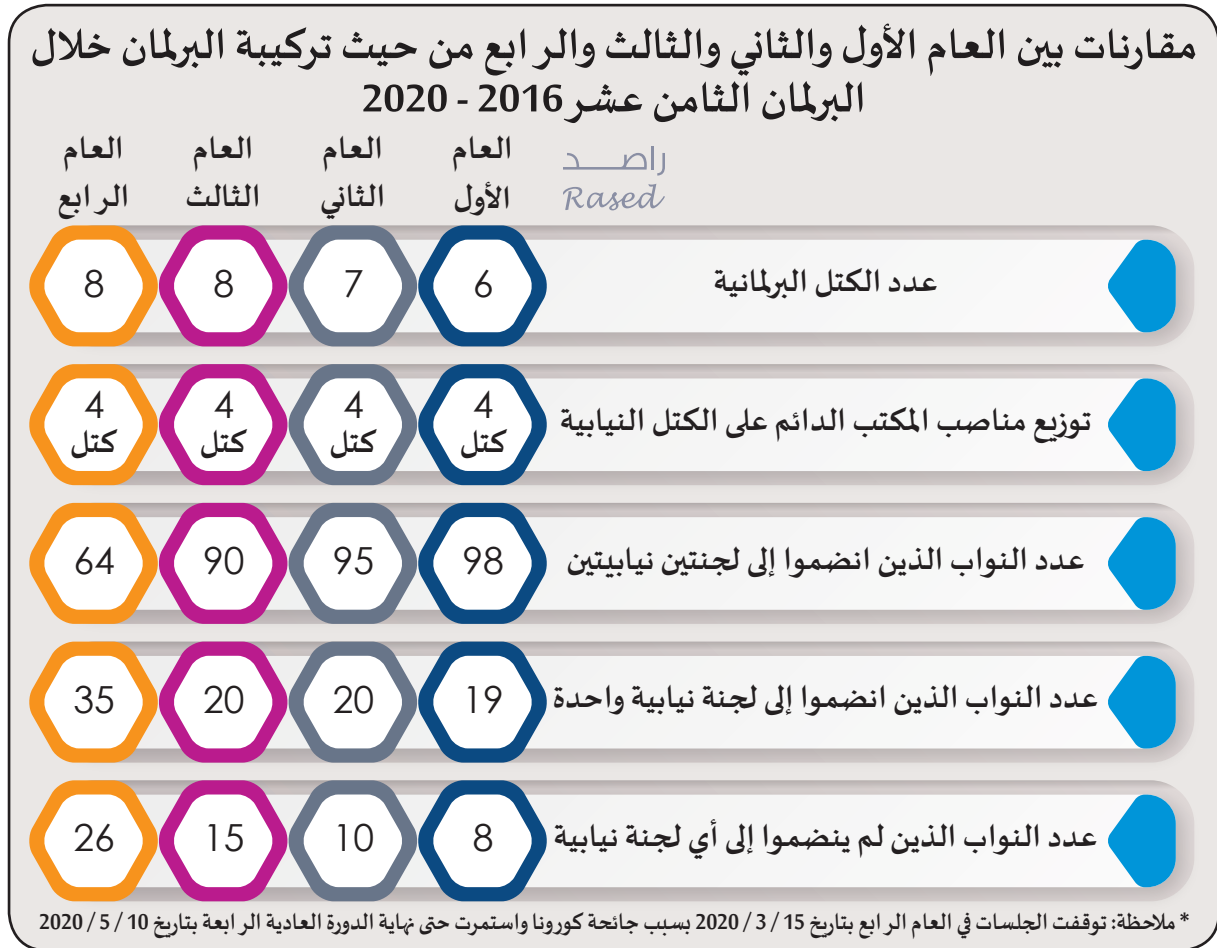 مقارنات بين العام الأول والثاني والثالث والرابع من حيث تركيبة البرلمان خلال
البرلمان الثامن عشر 2016 - 2020
راصد
Rased
العام الأول
العام الثاني
العام الثالث
العام الرابع
عدد الكتل البرلمانية
6 7 8 8
توزيع مناصب المكتب الدائم على الكتل النيابية
4 كتل 4 كتل 4 كتل 4 كتل
عدد النواب الذين انضموا إلى لجنتين نيابيتين
98 95 90 64
عدد النواب الذين انضموا إلى لجنة نيابية واحدة
19 20 20 35
عدد النواب الذين لم ينضموا إلى أي لجنة نيابية
8 10 15 26
* ملاحظة: توقفت الجلسات في العام الرابع بتاريخ 15 / 3 / 2020 بسبب جائحة كورونا واستمرت حتى نهاية الدورة العادية الرابعة بتاريخ 10 / 5 / 2020